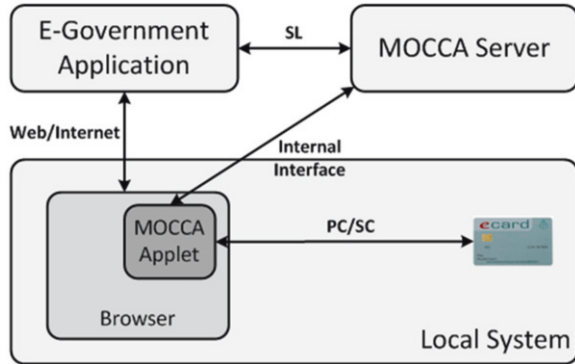 E-Government
Application
SL
MOCCA Server
Web/Internet
Internal
Interface
MOCCA
Applet
PC/SC
ecard
Browser
Local System